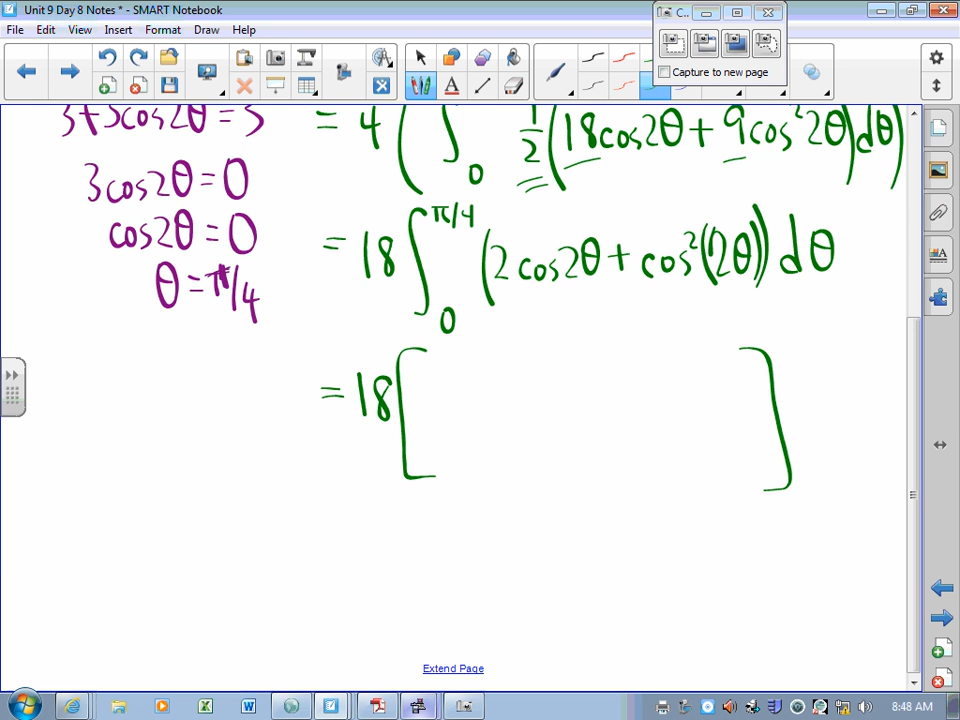 Unit 9 Day 8 Notes * - SMART Notebook
File Edit View Insert Format Draw Help
C...
Capture to new page
3+3cos2θ = 3
= 4 ( ∫₀ 1/2 (18cos2θ + 9cos²2θ) dθ )
3cos2θ = 0
cos2θ = 0
= 18 ∫₀^π/4 (2cos2θ + cos²(2θ)) dθ
θ = π/4
= 18 [ ]
Extend Page
8:48 AM